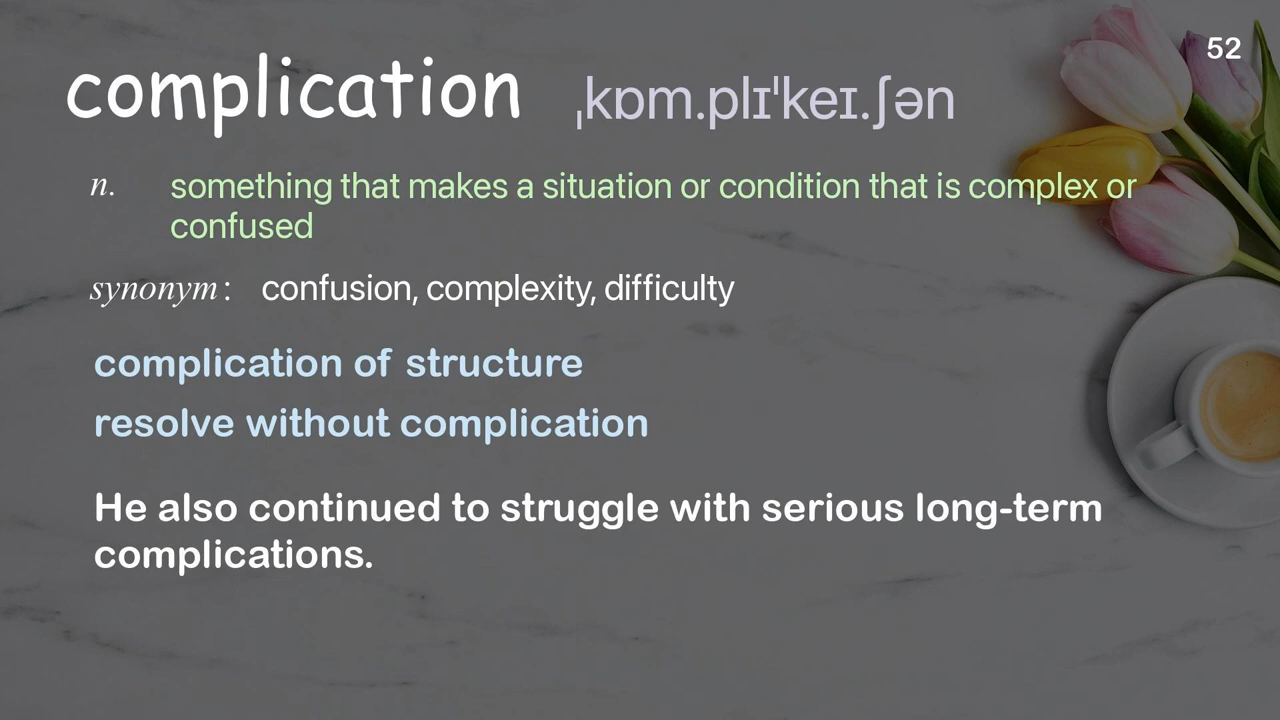 52
complication ˌkɒm.plɪˈkeɪ.ʃən
n. something that makes a situation or condition that is complex or
confused
synonym: confusion, complexity, difficulty
complication of structure
resolve without complication
He also continued to struggle with serious long-term
complications.